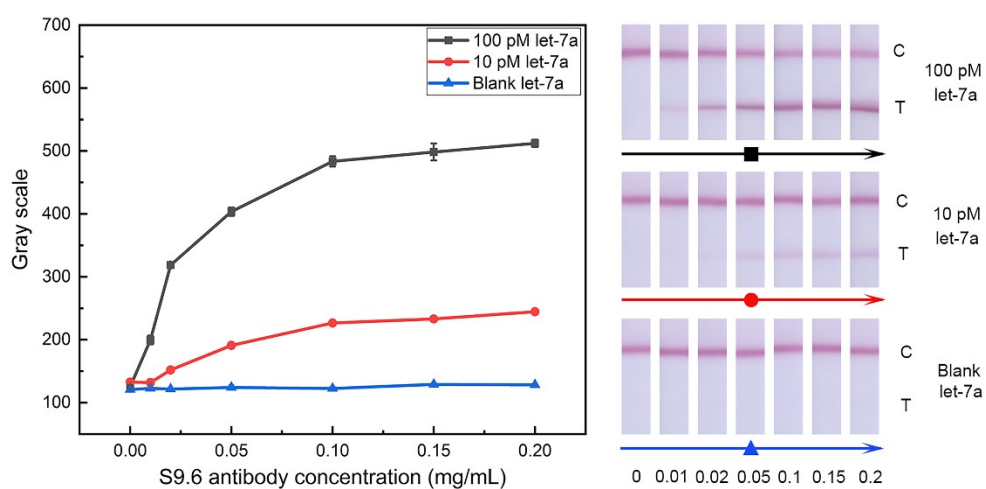 700
600
500
400
300
200
100
Gray scale
0.00 0.05 0.10 0.15 0.20
S9.6 antibody concentration (mg/mL)
100 pM let-7a
10 pM let-7a
Blank let-7a
C
T
100 pM
let-7a
C
T
10 pM
let-7a
C
T
Blank
let-7a
0 0.01 0.02 0.05 0.1 0.15 0.2